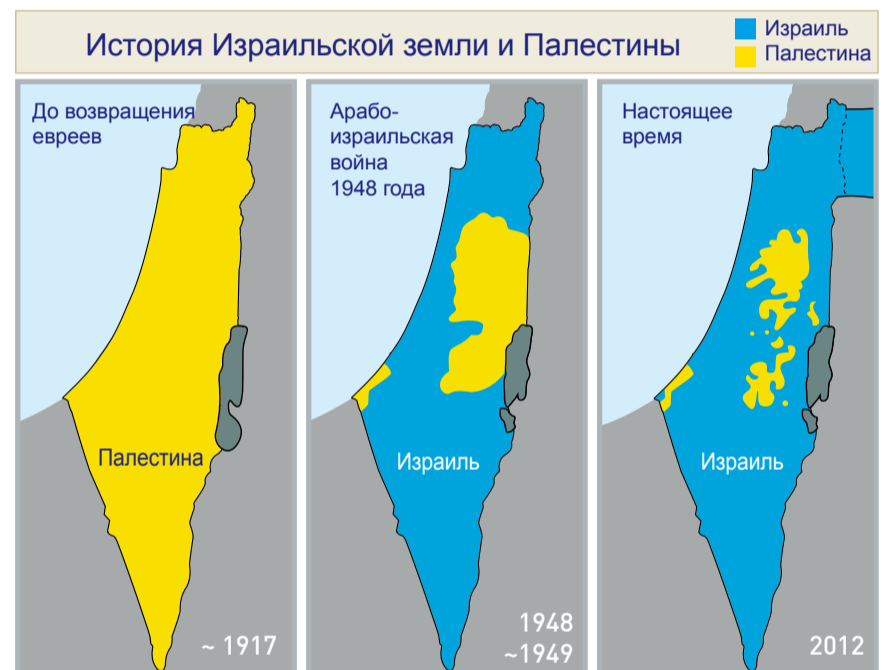 История Израильской земли и Палестины
Израиль
Палестина
До возвращения
евреев
Палестина
~ 1917
Арабо-
израильская
война
1948 года
Израиль
1948
~1949
Настоящее
время
Израиль
2012